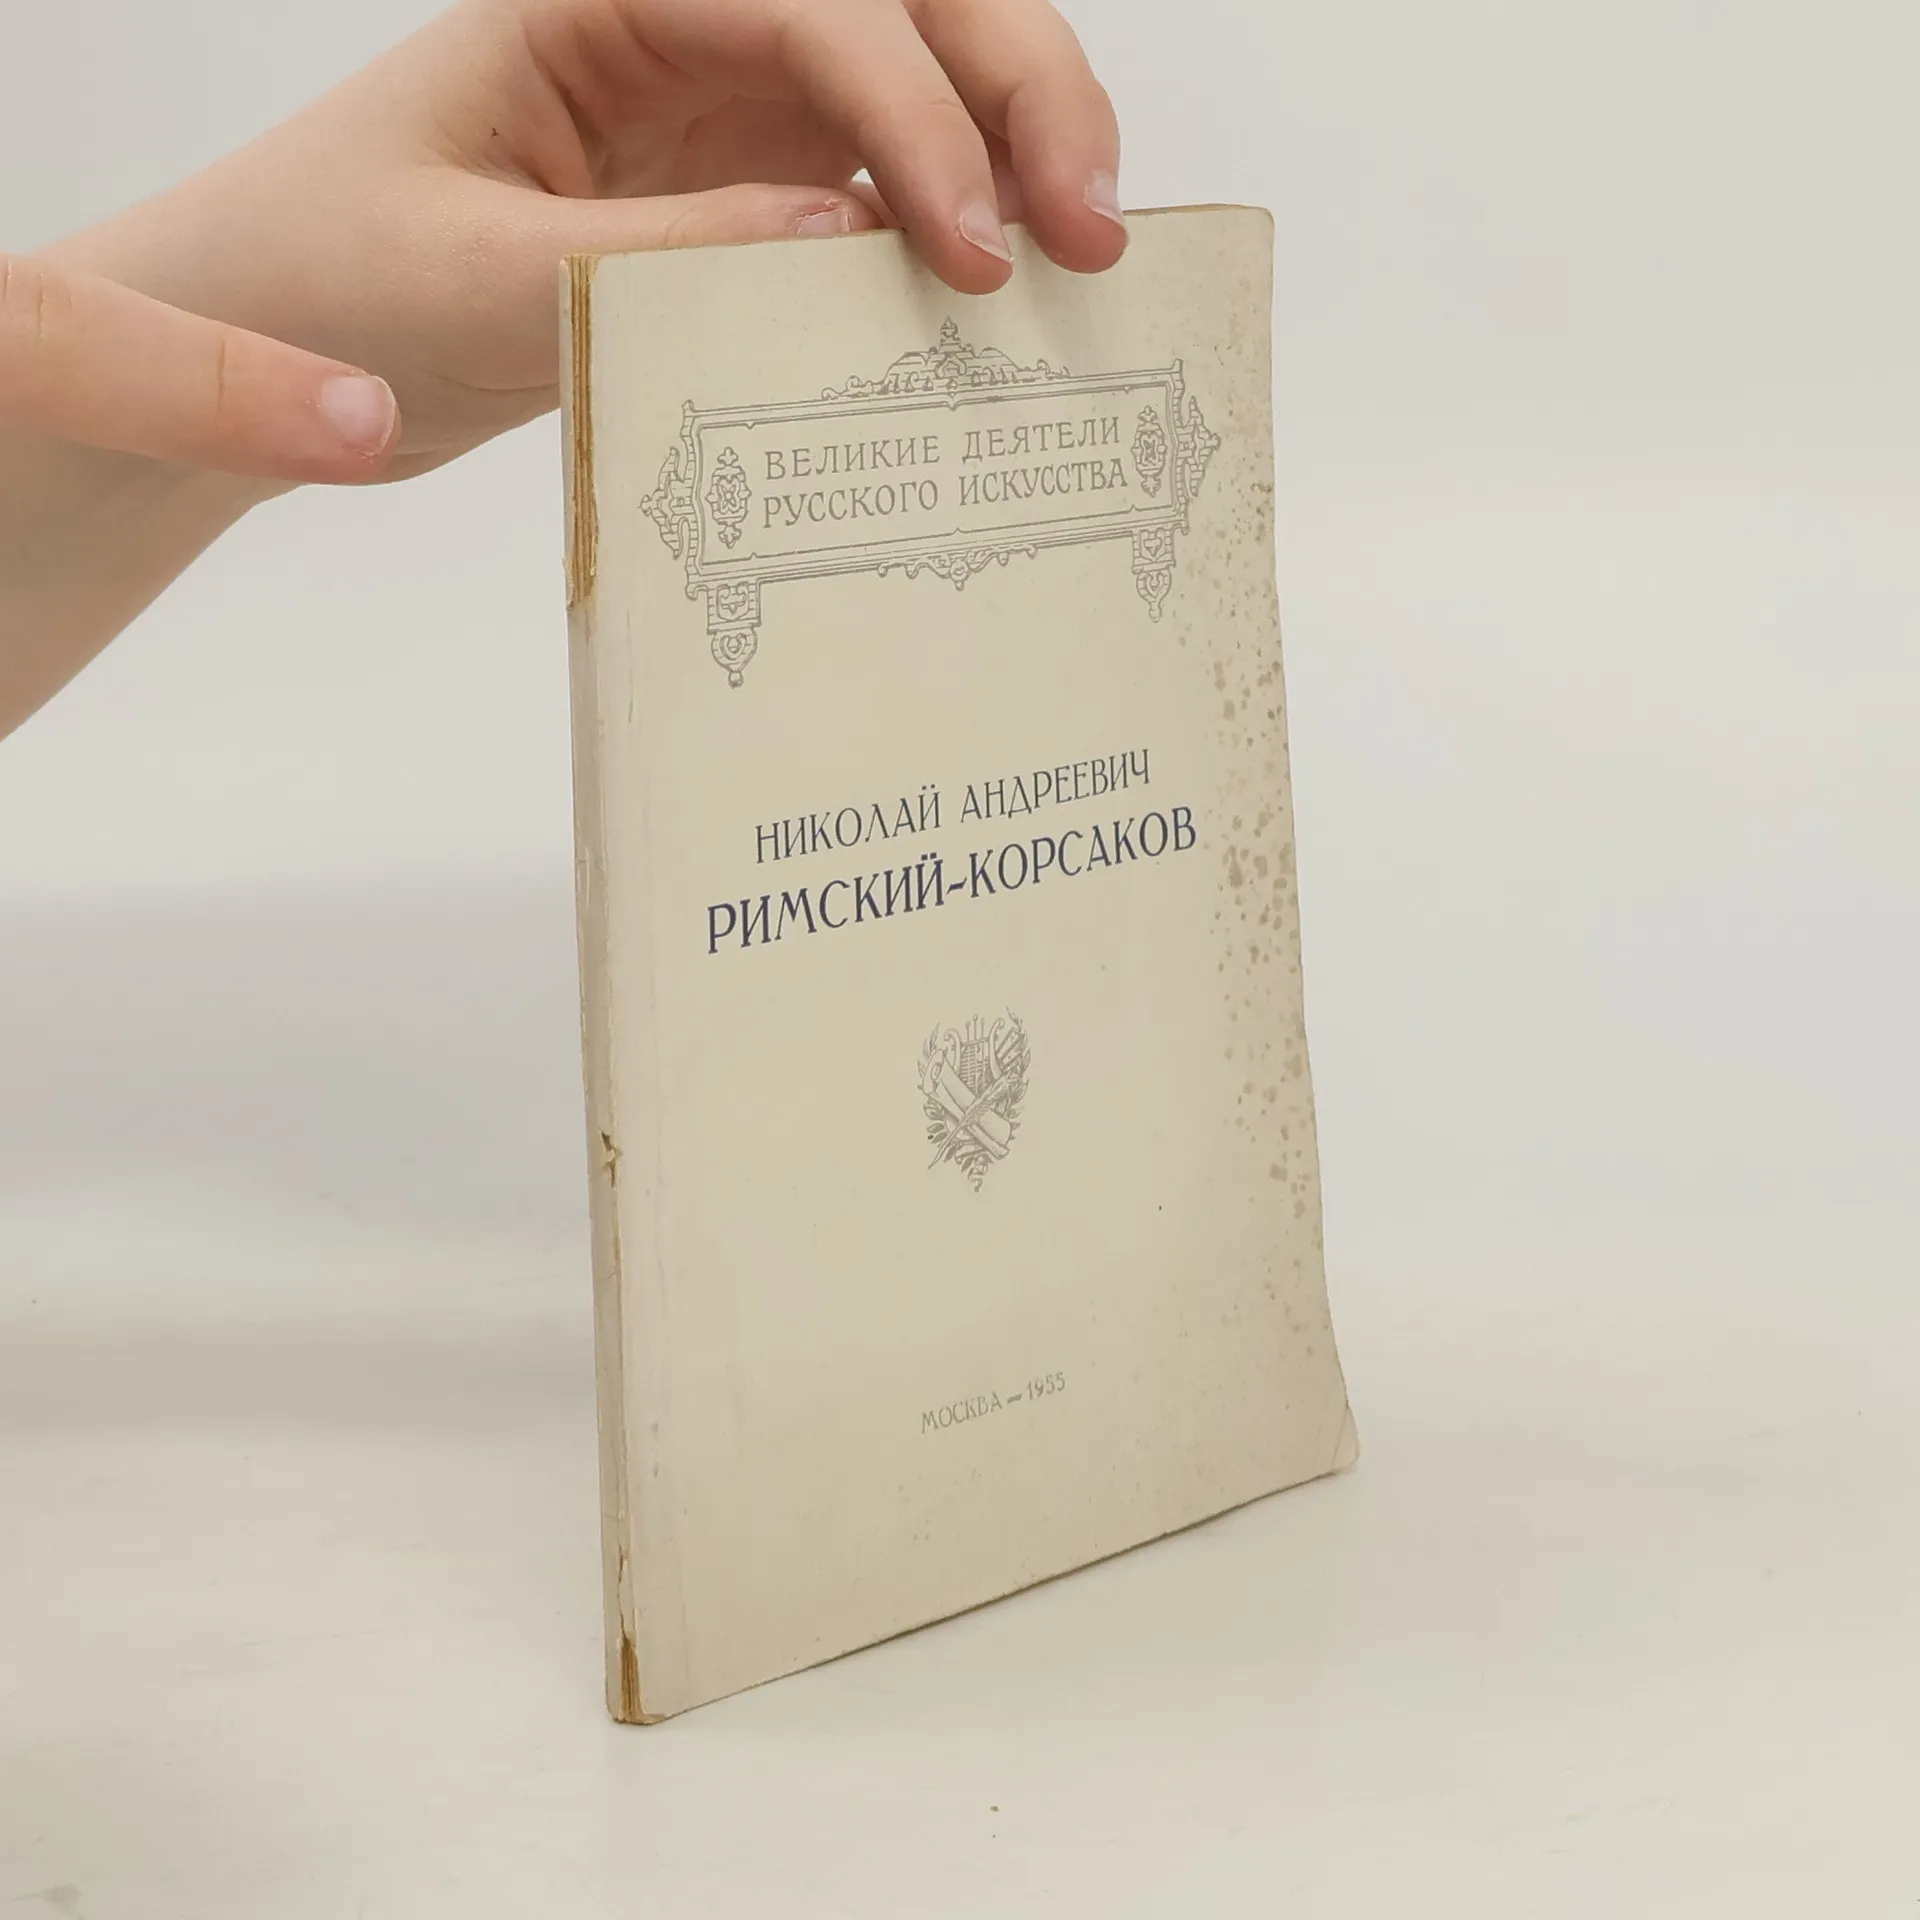 ВЕЛИКИЕ ДЕЯТЕЛИ
РУССКОГО ИСКУССТВА
НИКОЛАЙ АНДРЕЕВИЧ
РИМСКИЙ-КОРСАКОВ
МОСКВА — 1955